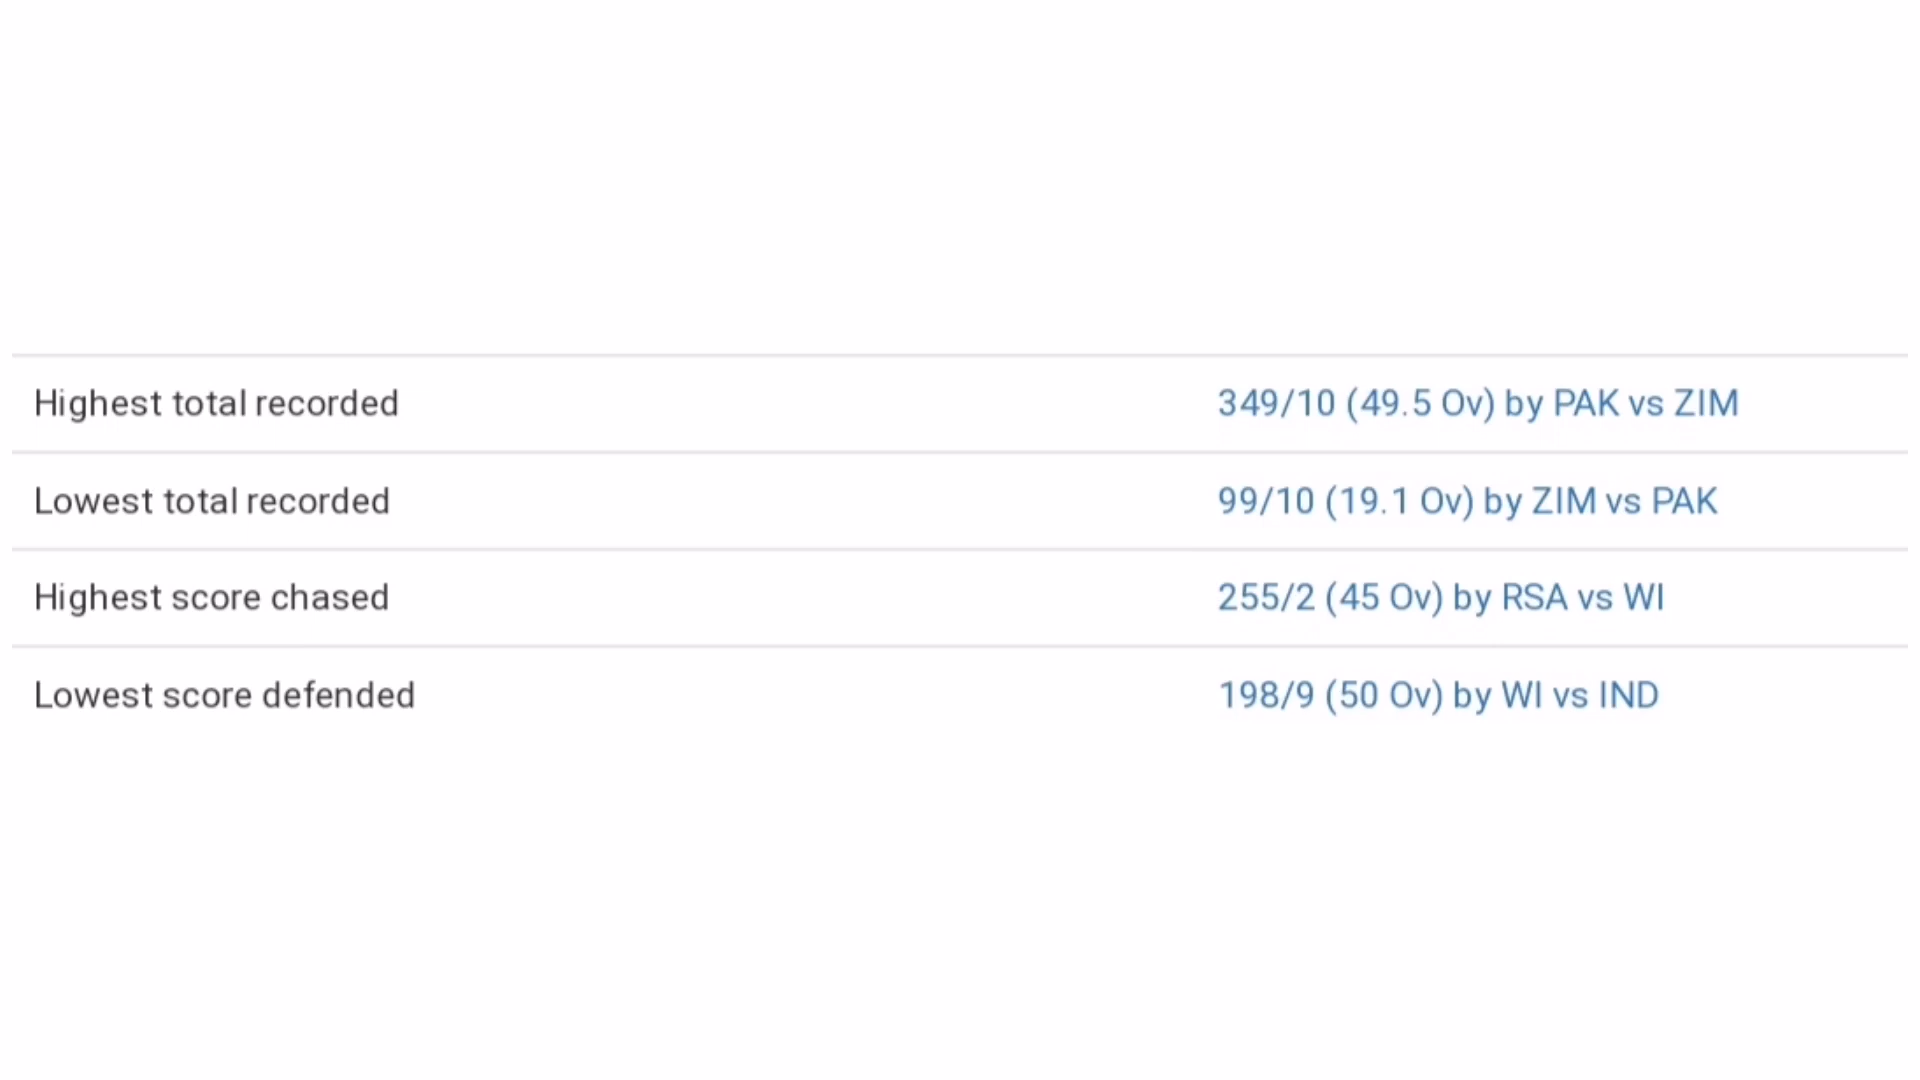 Highest total recorded 349/10 (49.5 Ov) by PAK vs ZIM
Lowest total recorded 99/10 (19.1 Ov) by ZIM vs PAK
Highest score chased 255/2 (45 Ov) by RSA vs WI
Lowest score defended 198/9 (50 Ov) by WI vs IND